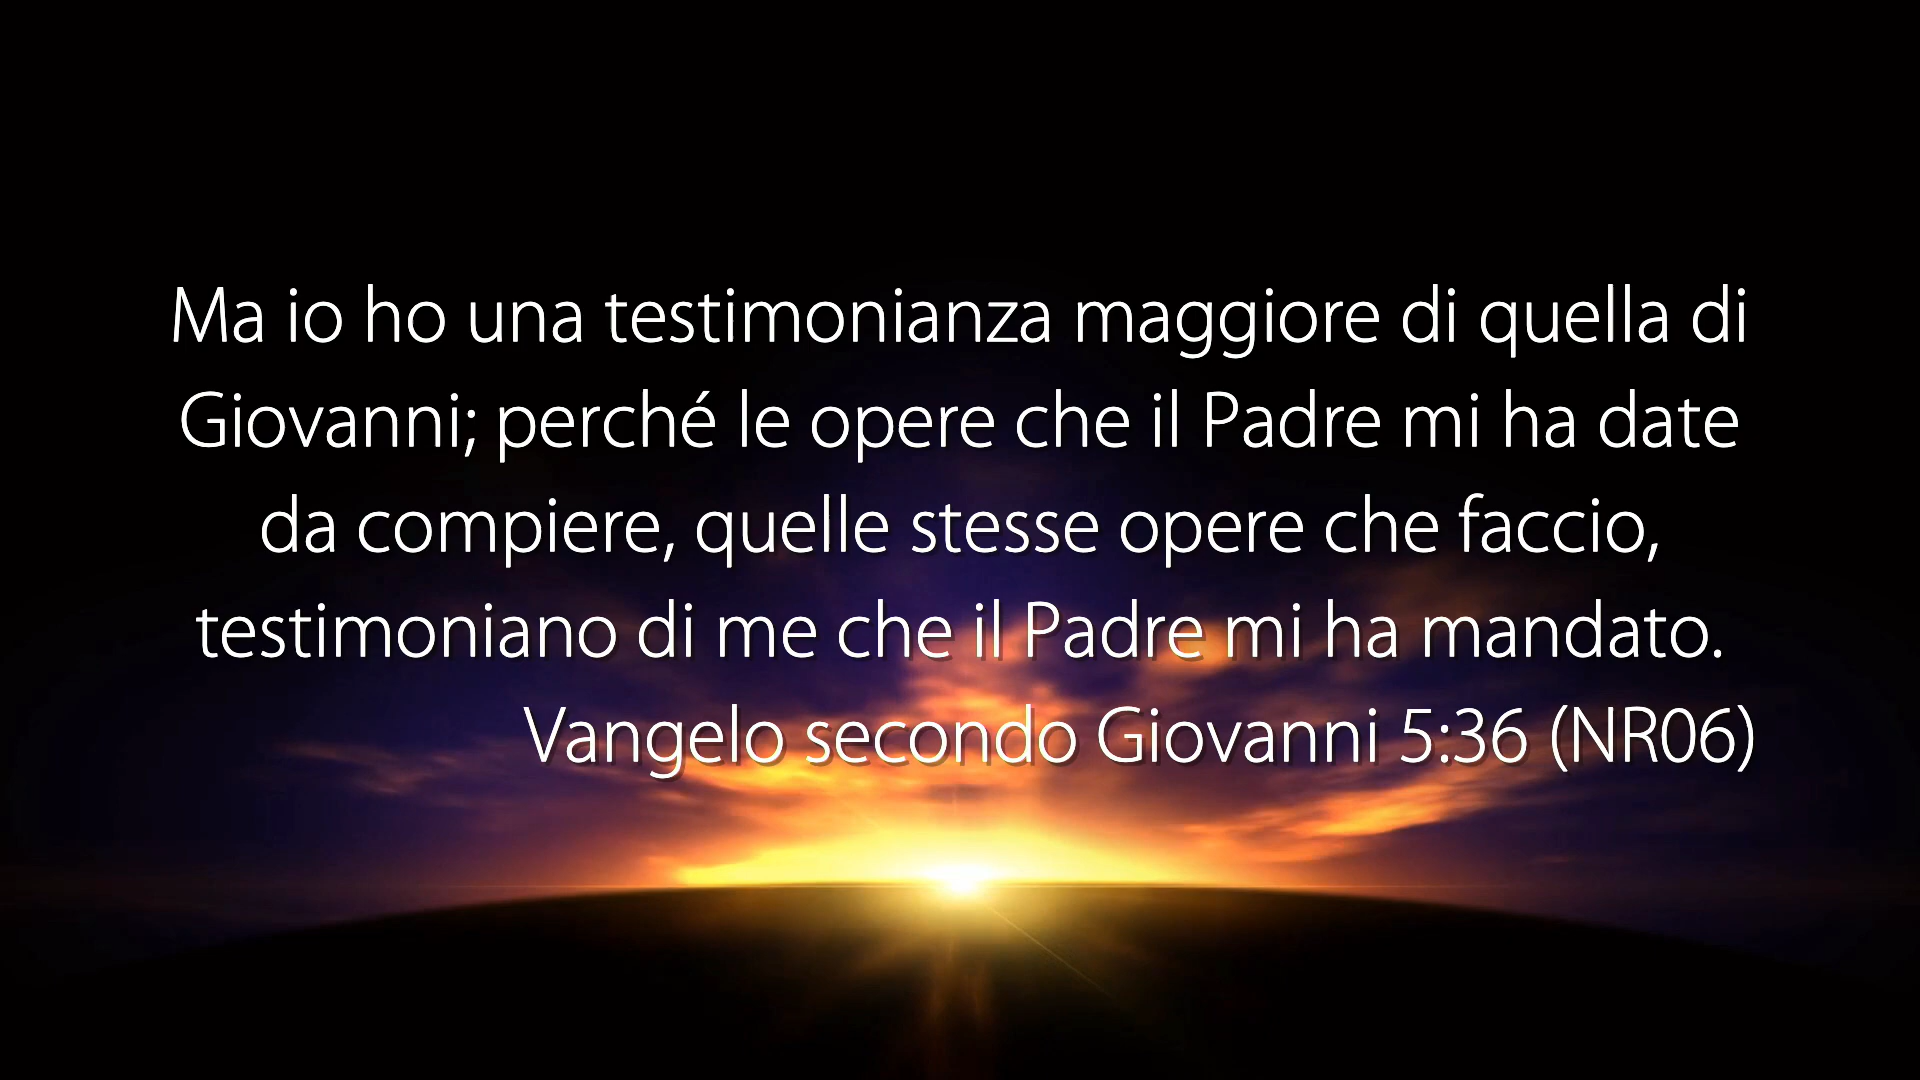 Ma io ho una testimonianza maggiore di quella di
Giovanni; perché le opere che il Padre mi ha date
da compiere, quelle stesse opere che faccio,
testimoniano di me che il Padre mi ha mandato.
Vangelo secondo Giovanni 5:36 (NR06)